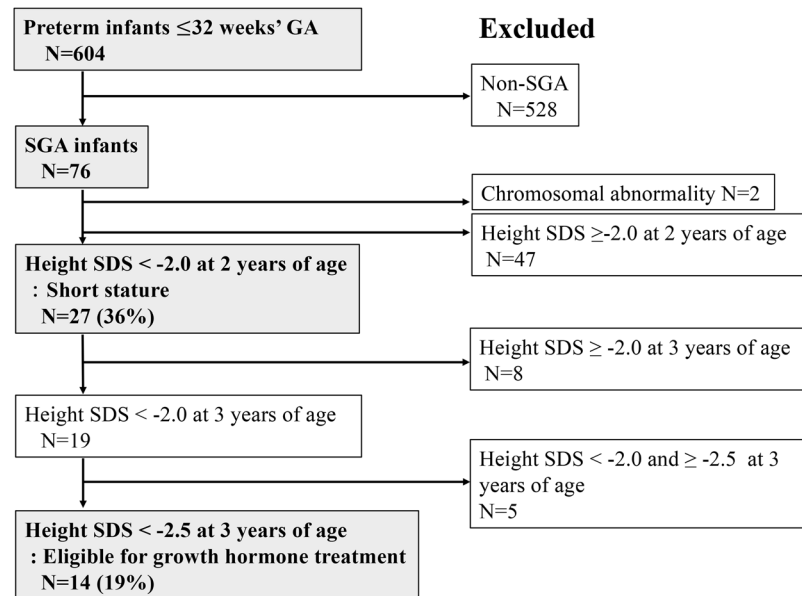 Preterm infants ≤32 weeks' GA
N=604
Excluded
Non-SGA
N=528
SGA infants
N=76
Chromosomal abnormality N=2
Height SDS ≥-2.0 at 2 years of age
N=47
Height SDS < -2.0 at 2 years of age
: Short stature
N=27 (36%)
Height SDS ≥ -2.0 at 3 years of age
N=8
Height SDS < -2.0 at 3 years of age
N=19
Height SDS < -2.0 and ≥ -2.5 at 3
years of age
N=5
Height SDS < -2.5 at 3 years of age
: Eligible for growth hormone treatment
N=14 (19%)